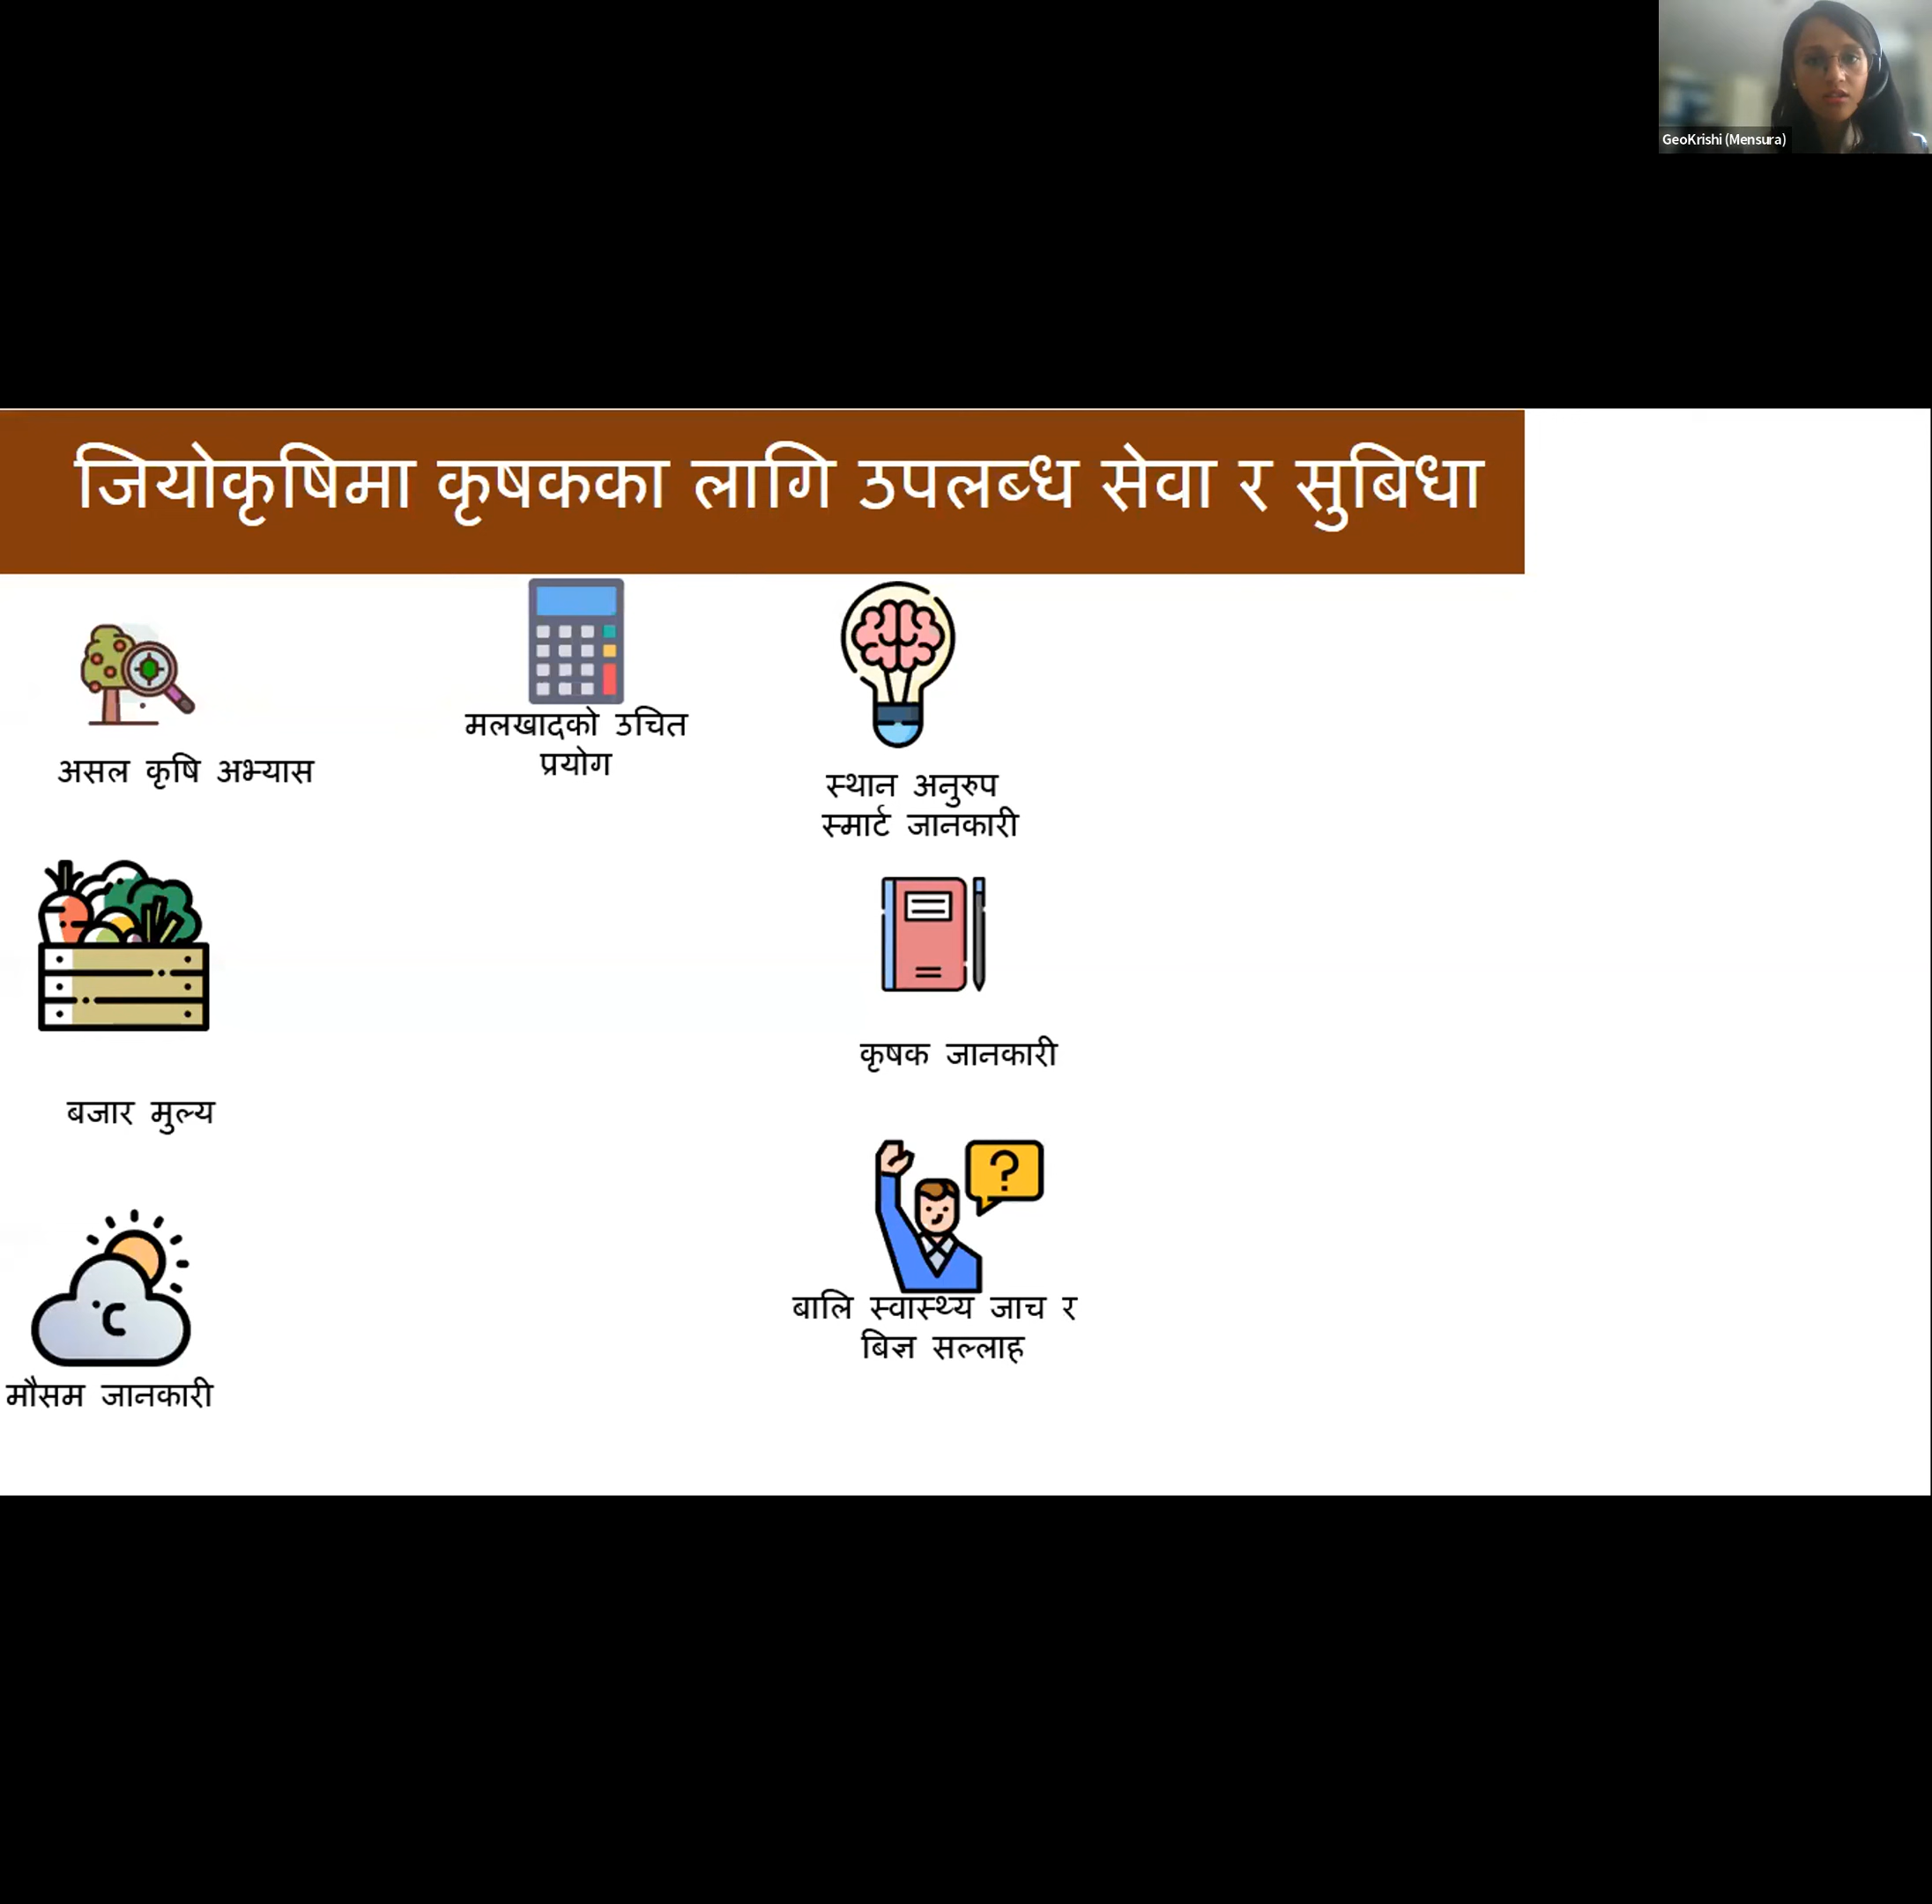 GeoKrishi (Mensura)
जियोकृषिमा कृषकका लागि उपलब्ध सेवा र सुबिधा
असल कृषि अभ्यास
मलखादको उचित
प्रयोग
स्थान अनुरुप
स्मार्ट जानकारी
बजार मुल्य
कृषक जानकारी
°C
मौसम जानकारी
?
बालि स्वास्थ्य जाच र
बिज्ञ सल्लाह